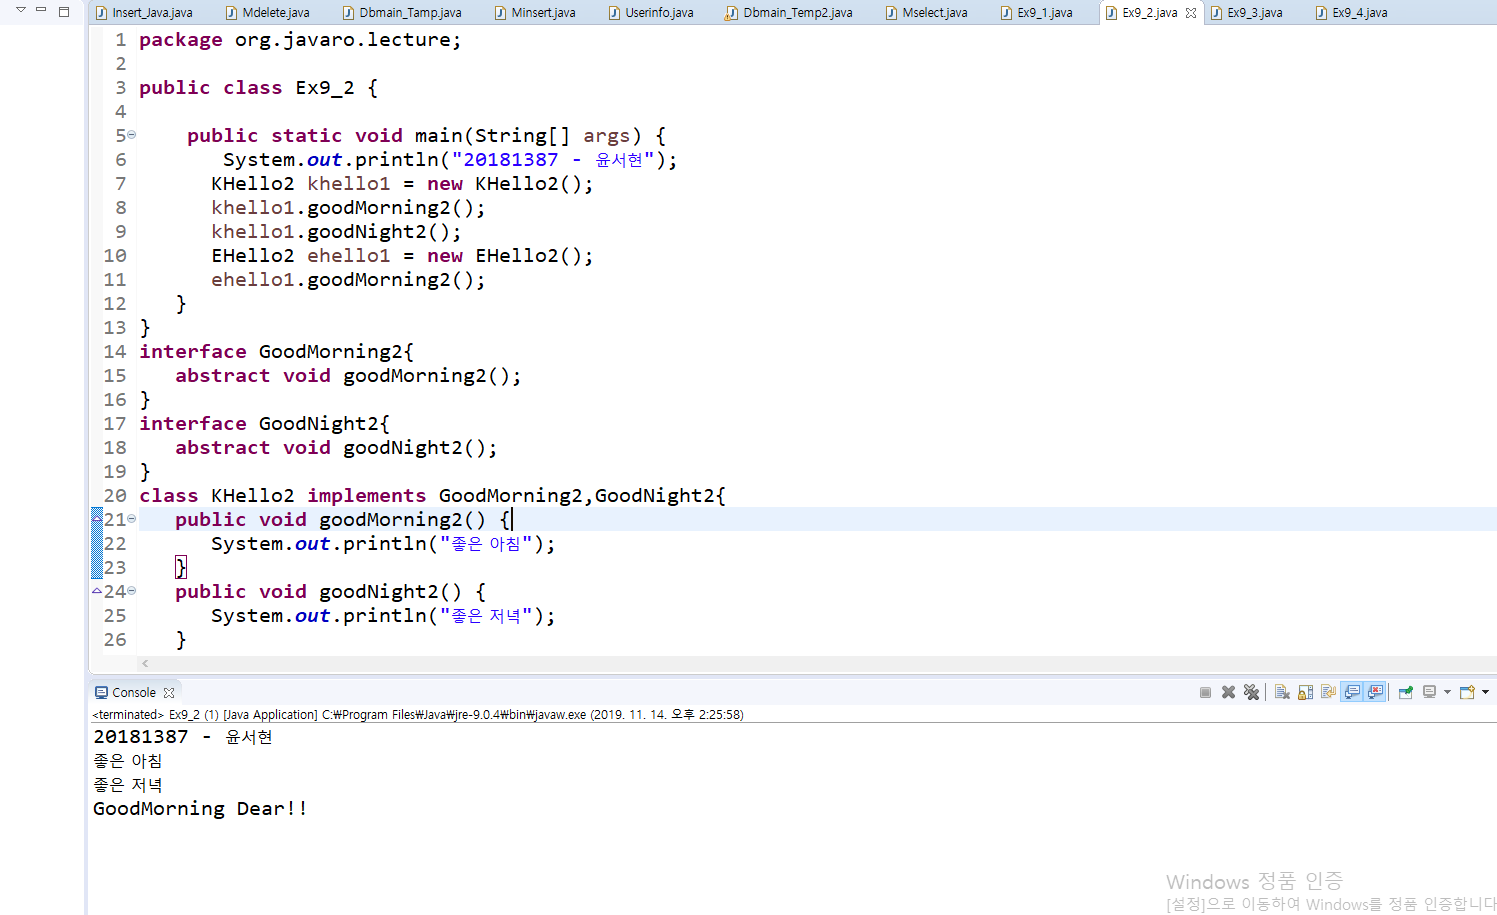 Insert_Java.java Mdelete.java Dbmain_Tamp.java Minsert.java Userinfo.java Dbmain_Temp2.java Mselect.java Ex9_1.java Ex9_2.java Ex9_3.java Ex9_4.java
1 package org.javaro.lecture;
2
3 public class Ex9_2 {
4
5 public static void main(String[] args) {
6 System.out.println("20181387 - 윤서현");
7 KHello2 khello1 = new KHello2();
8 khello1.goodMorning2();
9 khello1.goodNight2();
10 EHello2 ehello1 = new EHello2();
11 ehello1.goodMorning2();
12 }
13 }
14 interface GoodMorning2{
15 abstract void goodMorning2();
16 }
17 interface GoodNight2{
18 abstract void goodNight2();
19 }
20 class KHello2 implements GoodMorning2,GoodNight2{
21 public void goodMorning2() {
22 System.out.println("좋은 아침");
23 }
24 public void goodNight2() {
25 System.out.println("좋은 저녁");
26 }
Console
<terminated> Ex9_2 (1) [Java Application] C:₩Program Files₩Java₩jre-9.0.4₩bin₩javaw.exe (2019. 11. 14. 오후 2:25:58)
20181387 - 윤서현
좋은 아침
좋은 저녁
GoodMorning Dear!!
Windows 정품 인증
[설정]으로 이동하여 Windows를 정품 인증합니다